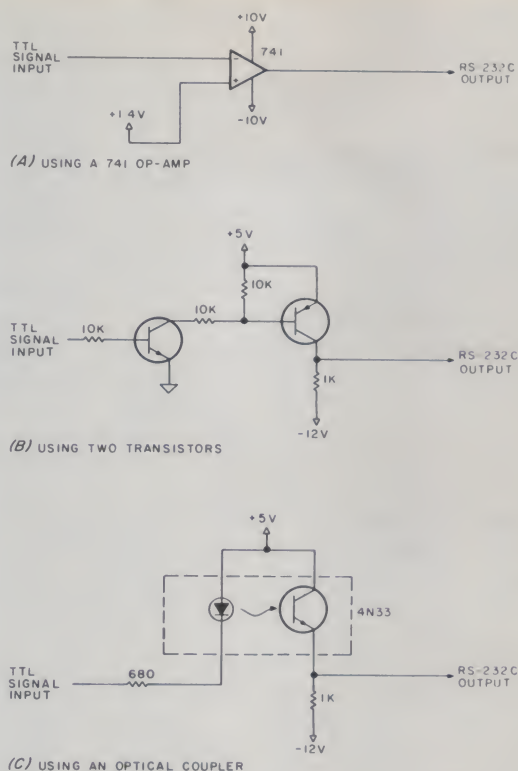 +10V
TTL
SIGNAL
INPUT
741
−
+
RS-232C
OUTPUT
+1.4V
-10V
(A) USING A 741 OP-AMP
+5V
10K
TTL
SIGNAL
INPUT
10K
10K
RS-232C
OUTPUT
1K
-12V
(B) USING TWO TRANSISTORS
+5V
4N33
TTL
SIGNAL
INPUT
680
RS-232C
OUTPUT
1K
-12V
(C) USING AN OPTICAL COUPLER